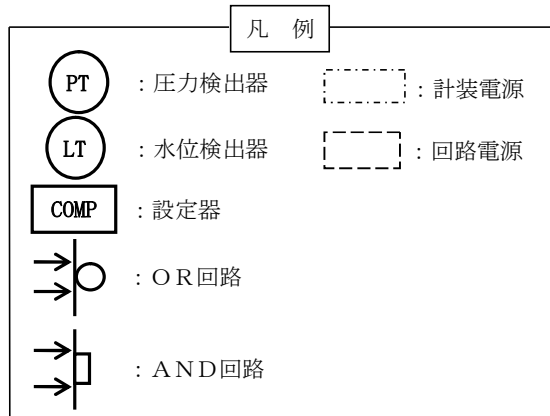 凡 例
PT : 圧力検出器
: 計装電源
LT : 水位検出器
: 回路電源
COMP : 設定器
: OR回路
: AND回路